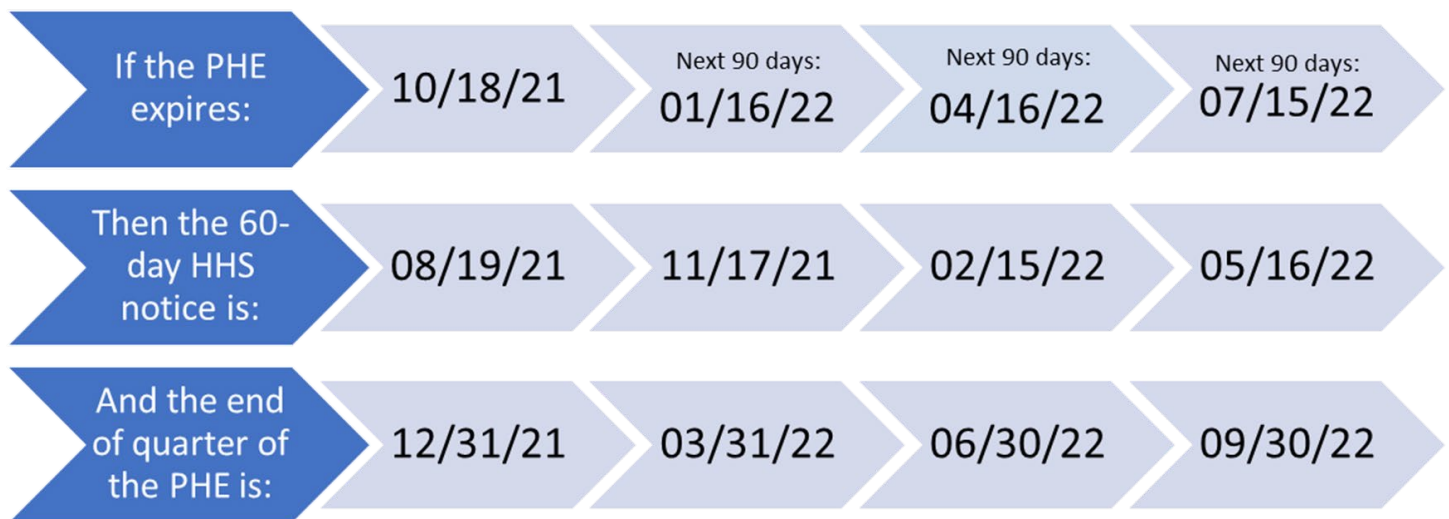 If the PHE
expires:
10/18/21
Next 90 days:
01/16/22
Next 90 days:
04/16/22
Next 90 days:
07/15/22
Then the 60-
day HHS
notice is:
08/19/21
11/17/21
02/15/22
05/16/22
And the end
of quarter of
the PHE is:
12/31/21
03/31/22
06/30/22
09/30/22